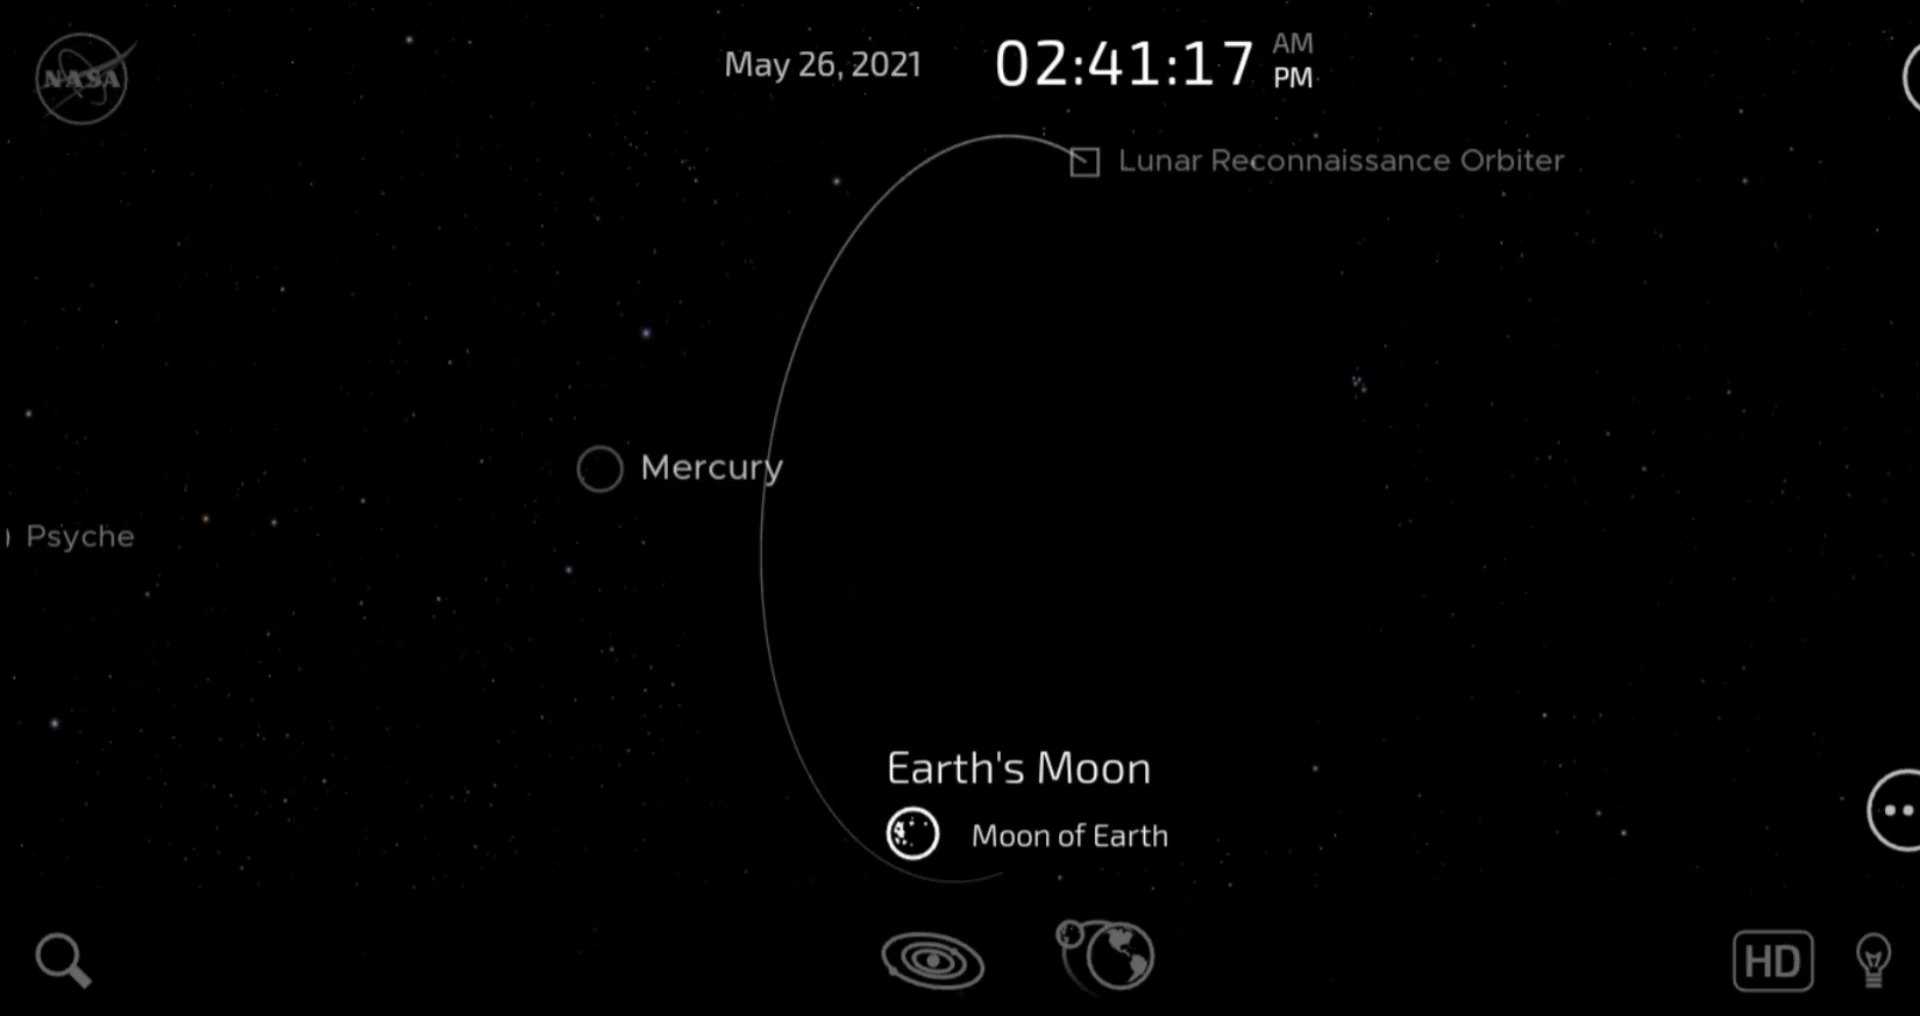 NASA
May 26, 2021
02:41:17
AM
PM
Lunar Reconnaissance Orbiter
Mercury
Psyche
Earth's Moon
Moon of Earth
HD